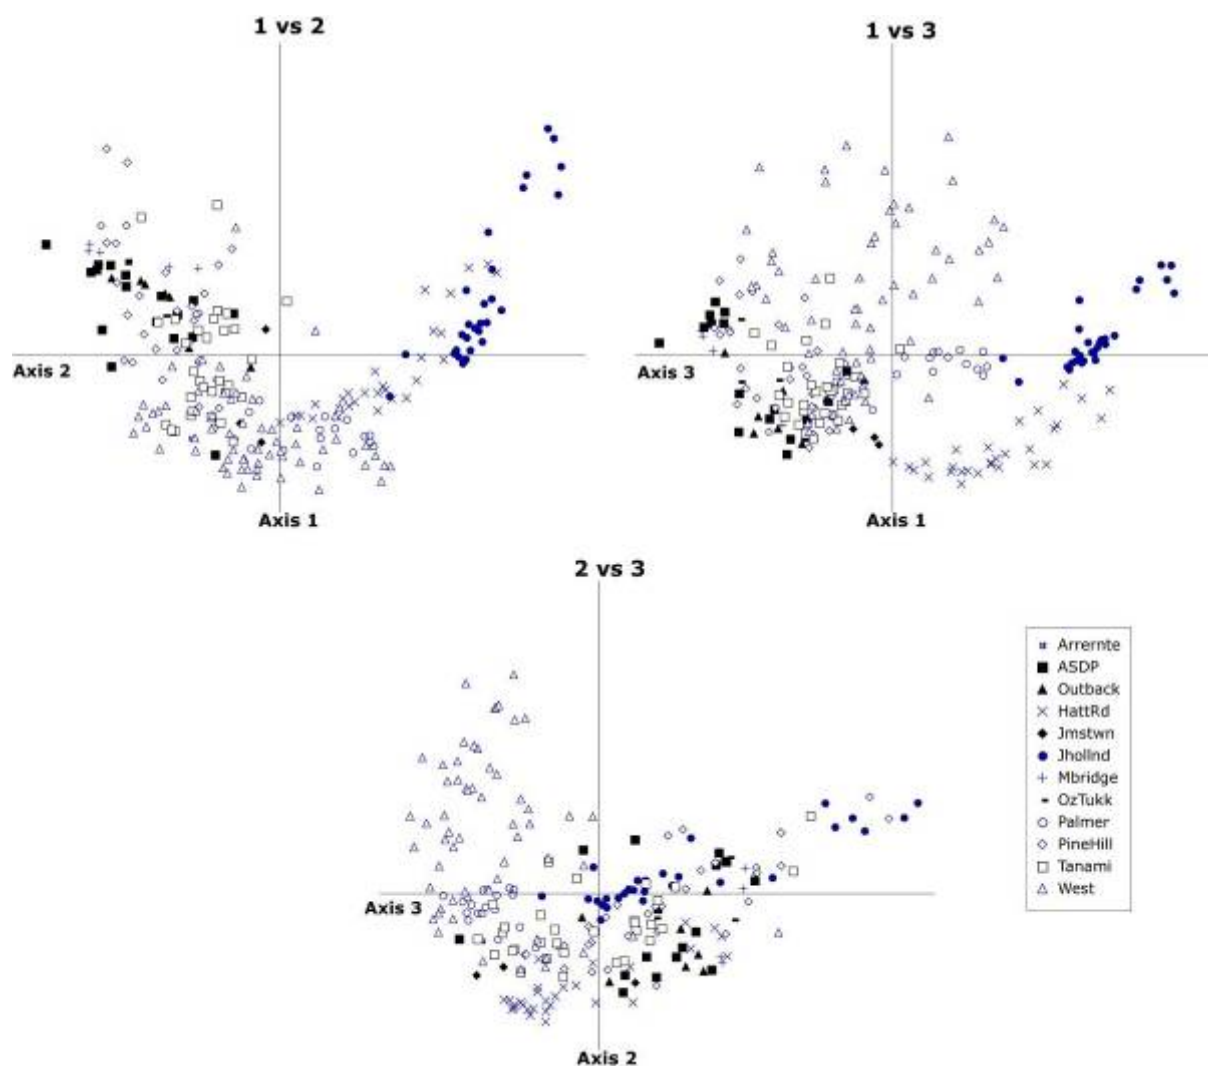 1 vs 2
1 vs 3
Axis 2
Axis 3
Axis 1
Axis 1
2 vs 3
Axis 3
Axis 2
Arrernte
ASDP
Outback
HattRd
Jmstwn
Jhollnd
Mbridge
OzTukk
Palmer
PineHill
Tanami
West